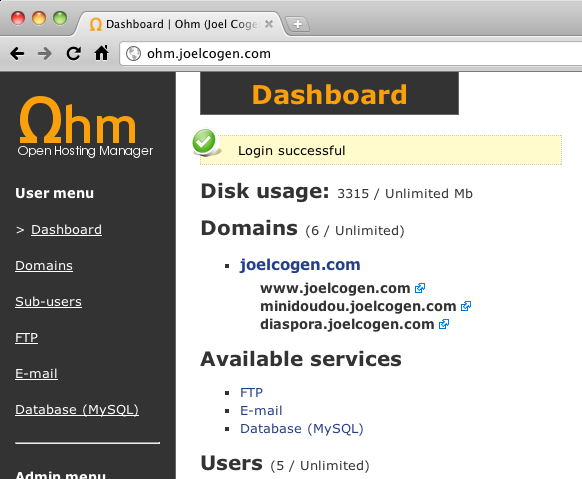 Dashboard | Ohm (Joel Coge
ohm.joelcogen.com
Ωhm
Open Hosting Manager
User menu
> Dashboard
Domains
Sub-users
FTP
E-mail
Database (MySQL)
Admin menu
Dashboard
Login successful
Disk usage: 3315 / Unlimited Mb
Domains (6 / Unlimited)
joelcogen.com
www.joelcogen.com
minidoudou.joelcogen.com
diaspora.joelcogen.com
Available services
FTP
E-mail
Database (MySQL)
Users (5 / Unlimited)